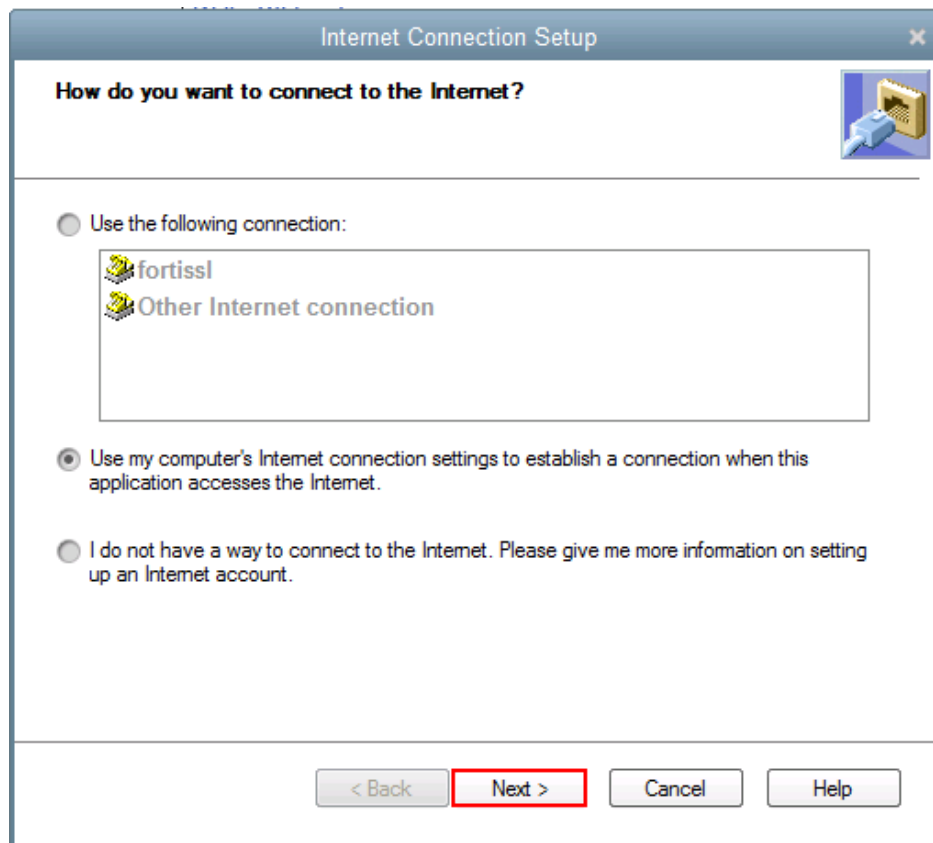 Internet Connection Setup
How do you want to connect to the Internet?
Use the following connection:
fortissl
Other Internet connection
Use my computer's Internet connection settings to establish a connection when this
application accesses the Internet.
I do not have a way to connect to the Internet. Please give me more information on setting
up an Internet account.
< Back Next > Cancel Help